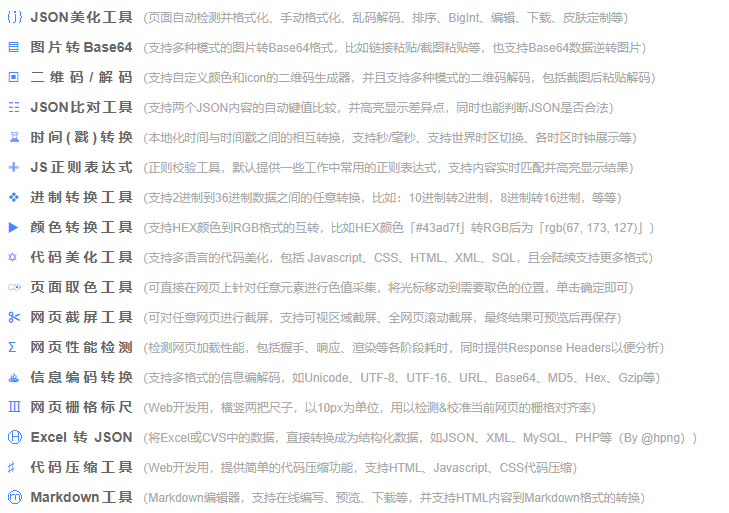 JSON美化工具 (页面自动检测并格式化、手动格式化、乱码解码、排序、BigInt、编辑、下载、皮肤定制等)
图片转Base64 (支持多种模式的图片转Base64格式，比如链接粘贴/截图粘贴等，也支持Base64数据逆转图片)
二维码/解码 (支持自定义颜色和icon的二维码生成器，并且支持多种模式的二维码解码，包括截图后粘贴解码)
JSON比对工具 (支持两个JSON内容的自动键值比较，并高亮显示差异点，同时也能判断JSON是否合法)
时间(戳)转换 (本地化时间与时间戳之间的相互转换，支持秒/毫秒、支持世界时区切换、各时区时钟展示等)
JS正则表达式 (正则校验工具，默认提供一些工作中常用的正则表达式，支持内容实时匹配并高亮显示结果)
进制转换工具 (支持2进制到36进制数据之间的任意转换，比如：10进制转2进制，8进制转16进制，等等)
颜色转换工具 (支持HEX颜色到RGB格式的互转，比如HEX颜色「#43ad7f」转RGB后为「rgb(67, 173, 127)」)
代码美化工具 (支持多语言的代码美化，包括 Javascript、CSS、HTML、XML、SQL，且会陆续支持更多格式)
页面取色工具 (可直接在网页上针对任意元素进行色值采集，将光标移动到需要取色的位置，单击确定即可)
网页截屏工具 (可对任意网页进行截屏，支持可视区域截屏、全网页滚动截屏，最终结果可预览后再保存)
网页性能检测 (检测网页加载性能，包括握手、响应、渲染等各阶段耗时，同时提供Response Headers以便分析)
信息编码转换 (支持多格式的信息编解码，如Unicode、UTF-8、UTF-16、URL、Base64、MD5、Hex、Gzip等)
网页栅格标尺 (Web开发用，横竖两把尺子，以10px为单位，用以检测&校准当前网页的栅格对齐率)
Excel 转 JSON (将Excel或CVS中的数据，直接转换成为结构化数据，如JSON、XML、MySQL、PHP等（By @hpng）)
代码压缩工具 (Web开发用，提供简单的代码压缩功能，支持HTML、Javascript、CSS代码压缩)
Markdown工具 (Markdown编辑器，支持在线编写、预览、下载等，并支持HTML内容到Markdown格式的转换)